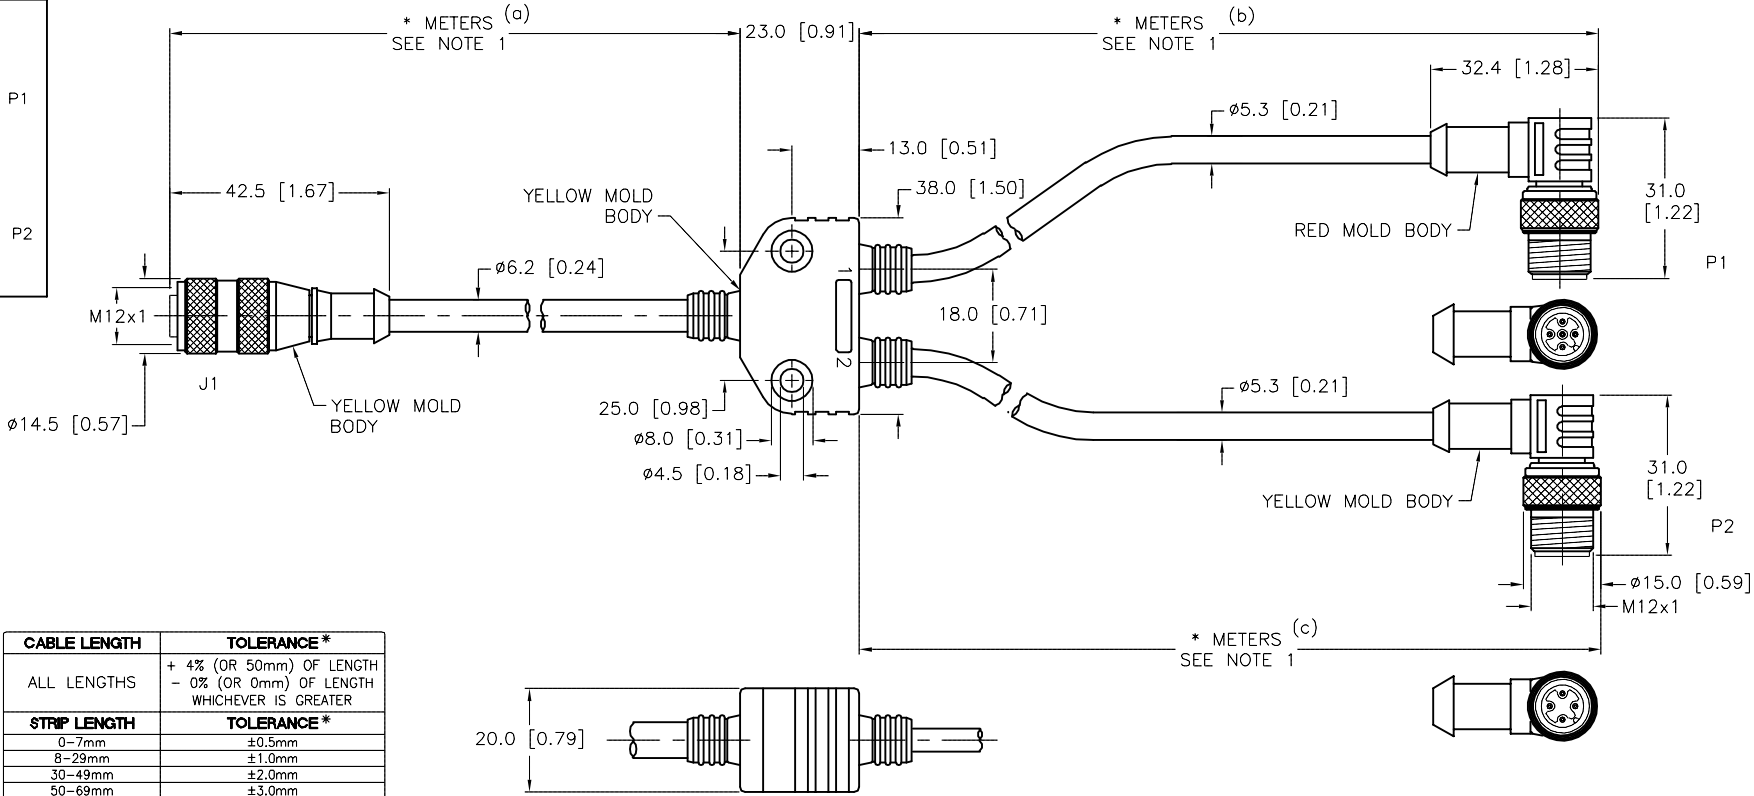 P1
P2
* METERS (a)
SEE NOTE 1
23.0 [0.91]
* METERS (b)
SEE NOTE 1
32.4 [1.28]
ø5.3 [0.21]
13.0 [0.51]
42.5 [1.67]
YELLOW MOLD
BODY
38.0 [1.50]
31.0
[1.22]
RED MOLD BODY
P1
ø6.2 [0.24]
1
M12x1
18.0 [0.71]
2
J1
ø5.3 [0.21]
YELLOW MOLD
BODY
25.0 [0.98]
ø14.5 [0.57]
ø8.0 [0.31]
ø4.5 [0.18]
31.0
[1.22]
YELLOW MOLD BODY
P2
ø15.0 [0.59]
M12x1
* METERS (c)
SEE NOTE 1
CABLE LENGTH TOLERANCE*
ALL LENGTHS
+ 4% (OR 50mm) OF LENGTH
- 0% (OR 0mm) OF LENGTH
WHICHEVER IS GREATER
STRIP LENGTH TOLERANCE*
0-7mm ±0.5mm
8-29mm ±1.0mm
30-49mm ±2.0mm
50-69mm ±3.0mm
20.0 [0.79]